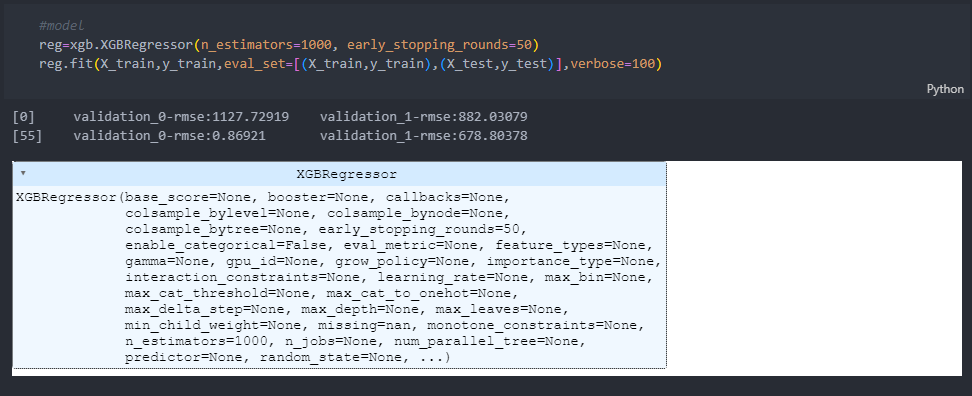 #model
reg=xgb.XGBRegressor(n_estimators=1000, early_stopping_rounds=50)
reg.fit(X_train,y_train,eval_set=[(X_train,y_train),(X_test,y_test)],verbose=100)
Python
[0] validation_0-rmse:1127.72919 validation_1-rmse:882.03079
[55] validation_0-rmse:0.86921 validation_1-rmse:678.80378
▾ XGBRegressor
XGBRegressor(base_score=None, booster=None, callbacks=None,
colsample_bylevel=None, colsample_bynode=None,
colsample_bytree=None, early_stopping_rounds=50,
enable_categorical=False, eval_metric=None, feature_types=None,
gamma=None, gpu_id=None, grow_policy=None, importance_type=None,
interaction_constraints=None, learning_rate=None, max_bin=None,
max_cat_threshold=None, max_cat_to_onehot=None,
max_delta_step=None, max_depth=None, max_leaves=None,
min_child_weight=None, missing=nan, monotone_constraints=None,
n_estimators=1000, n_jobs=None, num_parallel_tree=None,
predictor=None, random_state=None, ...)